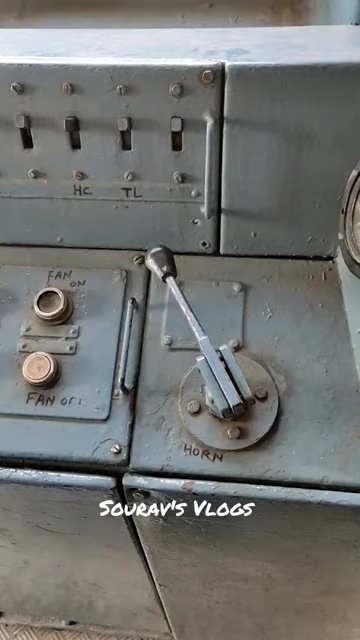 HC TL
FAN
ON
FAN OFF
HORN
SOURAV'S VLOGS